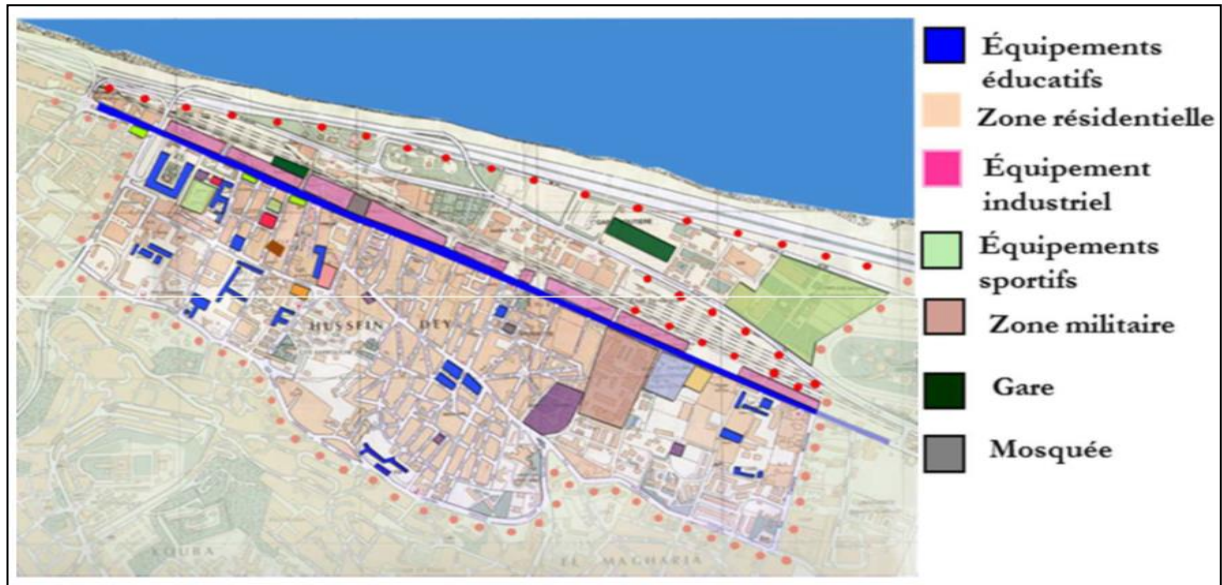 Équipements
éducatifs
Zone résidentielle
Équipement
industriel
Équipements
sportifs
Zone militaire
Gare
Mosquée
HUSSEIN DEY
KOUBA
EL MAGHARIA